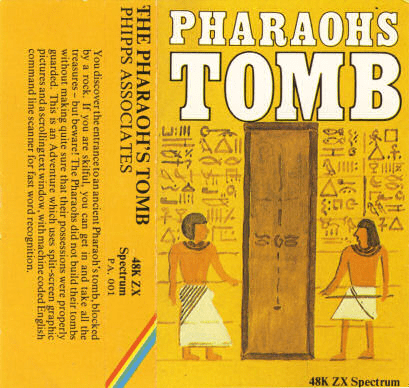 You discover the entrance to an ancient Pharaoh's tomb, blocked
by a rock. If you are skilful, you can get in and take all the
treasures – but beware! The Pharaohs did not build their tombs
without making quite sure that their possessions were properly
guarded. This is an Adventure which uses split-screen graphic
pictures and a scrolling text window, with machine coded English
command line scanner for fast word recognition.
THE PHARAOH'S TOMB
PHIPPS ASSOCIATES
48K ZX
Spectrum
P.A. 001
PHARAOHS
TOMB
48K ZX Spectrum